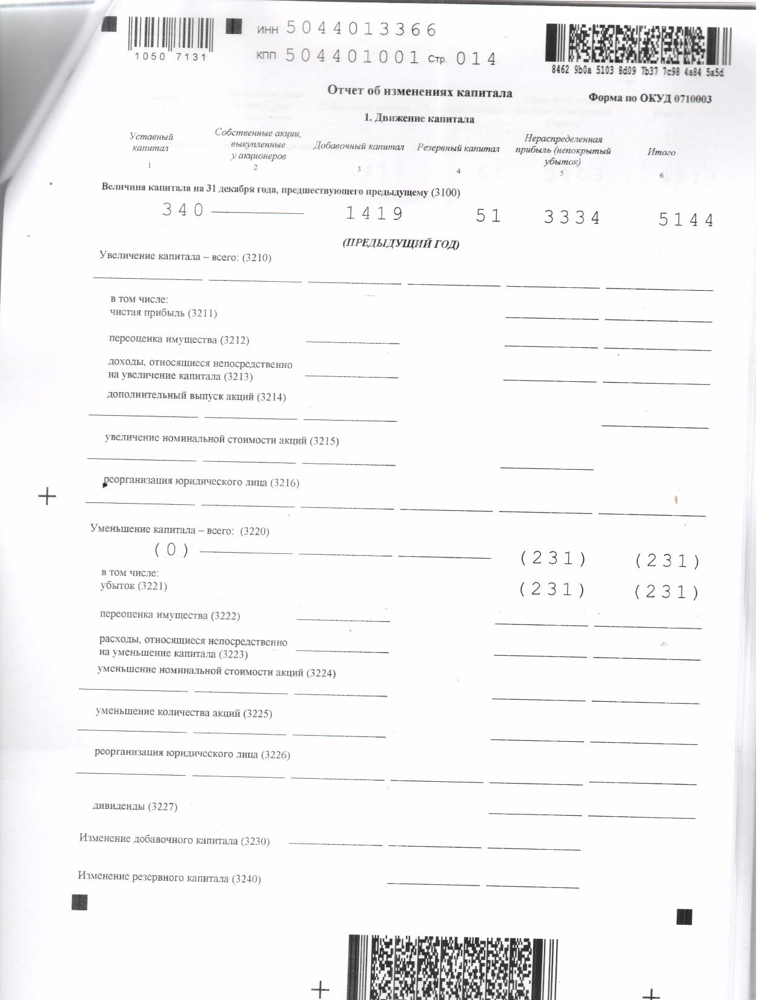 ИНН 5044013366
1050 7131
КПП 504401001 Стр. 014
8462 9b0a 5103 8d09 7b37 7c98 4a84 5a5d
Отчет об изменениях капитала
Форма по ОКУД 0710003
1. Движение капитала
Уставный капитал
Собственные акции, выкупленные у акционеров
Добавочный капитал
Резервный капитал
Нераспределенная прибыль (непокрытый убыток)
Итого
1 2 3 4 5 6
Величина капитала на 31 декабря года, предшествующего предыдущему (3100)
340 1419 51 3334 5144
(ПРЕДЫДУЩИЙ ГОД)
Увеличение капитала – всего: (3210)
в том числе:
чистая прибыль (3211)
переоценка имущества (3212)
доходы, относящиеся непосредственно
на увеличение капитала (3213)
дополнительный выпуск акций (3214)
увеличение номинальной стоимости акций (3215)
реорганизация юридического лица (3216)
Уменьшение капитала – всего: (3220)
(0) (231) (231)
в том числе:
убыток (3221) (231) (231)
переоценка имущества (3222)
расходы, относящиеся непосредственно
на уменьшение капитала (3223)
уменьшение номинальной стоимости акций (3224)
уменьшение количества акций (3225)
реорганизация юридического лица (3226)
дивиденды (3227)
Изменение добавочного капитала (3230)
Изменение резервного капитала (3240)